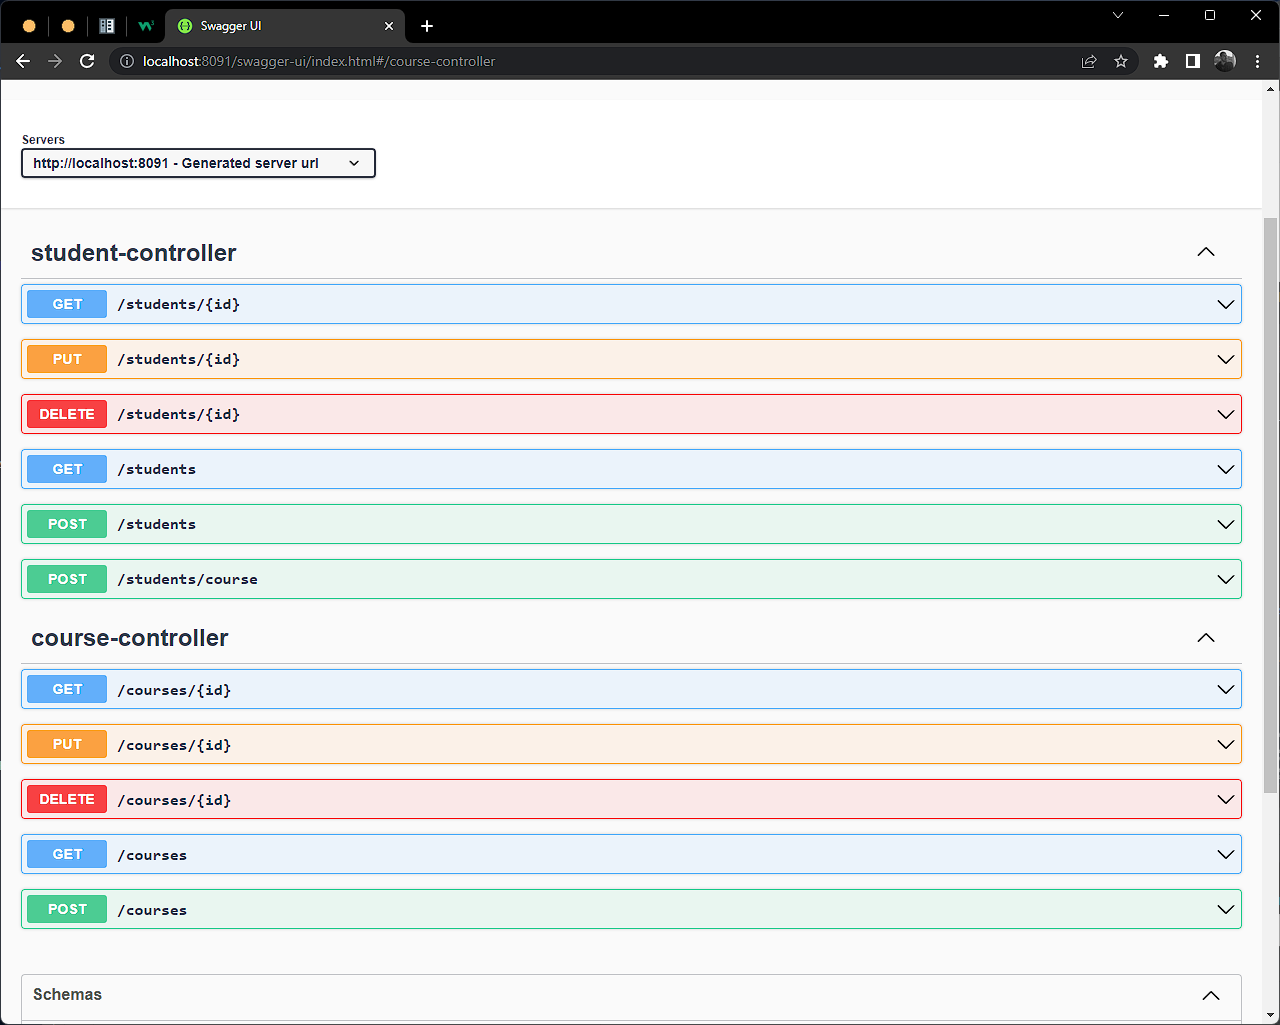 Swagger UI
localhost:8091/swagger-ui/index.html#/course-controller
Servers
http://localhost:8091 - Generated server url
student-controller
GET /students/{id}
PUT /students/{id}
DELETE /students/{id}
GET /students
POST /students
POST /students/course
course-controller
GET /courses/{id}
PUT /courses/{id}
DELETE /courses/{id}
GET /courses
POST /courses
Schemas